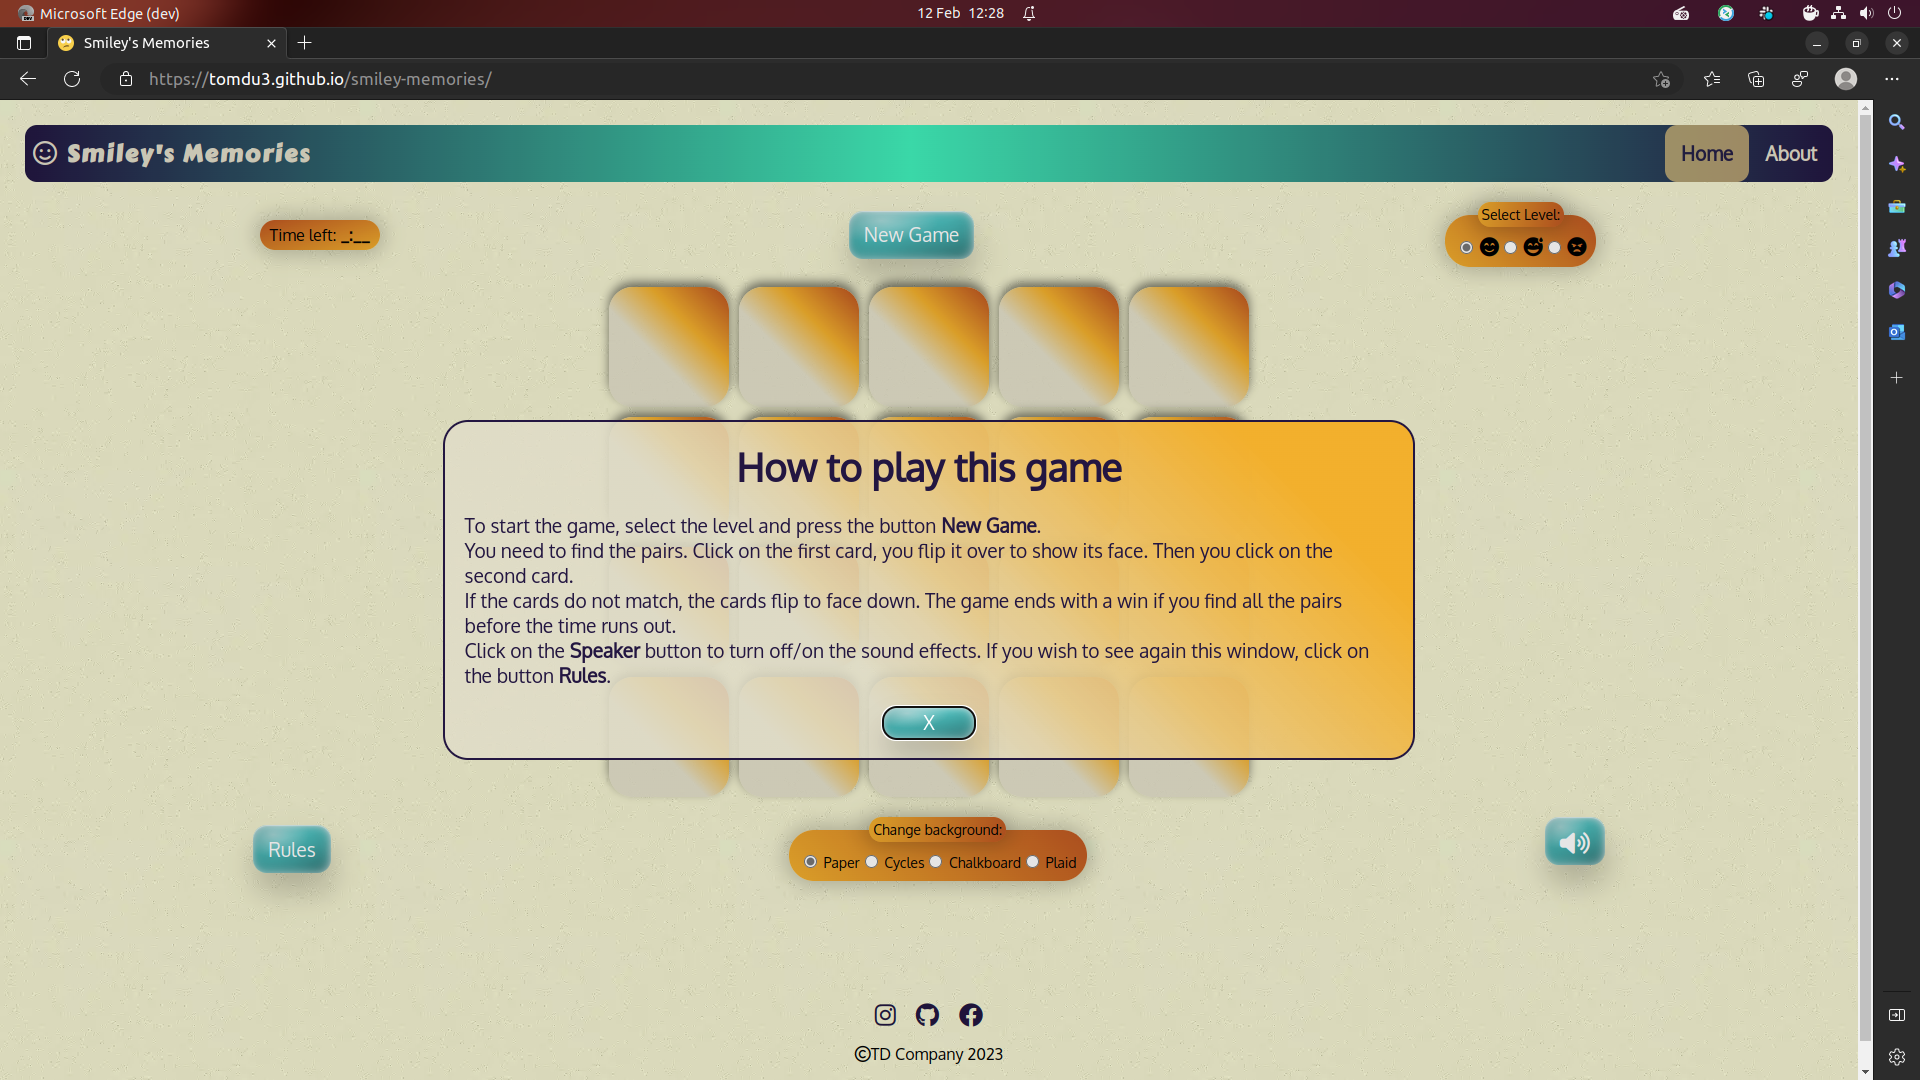 Microsoft Edge (dev)
12 Feb 12:28
Smiley's Memories
https://tomdu3.github.io/smiley-memories/
Smiley's Memories
Home
About
Time left: _:__
New Game
Select Level:
How to play this game
To start the game, select the level and press the button New Game.
You need to find the pairs. Click on the first card, you flip it over to show its face. Then you click on the
second card.
If the cards do not match, the cards flip to face down. The game ends with a win if you find all the pairs
before the time runs out.
Click on the Speaker button to turn off/on the sound effects. If you wish to see again this window, click on
the button Rules.
X
Rules
Change background:
Paper Cycles Chalkboard Plaid
©TD Company 2023